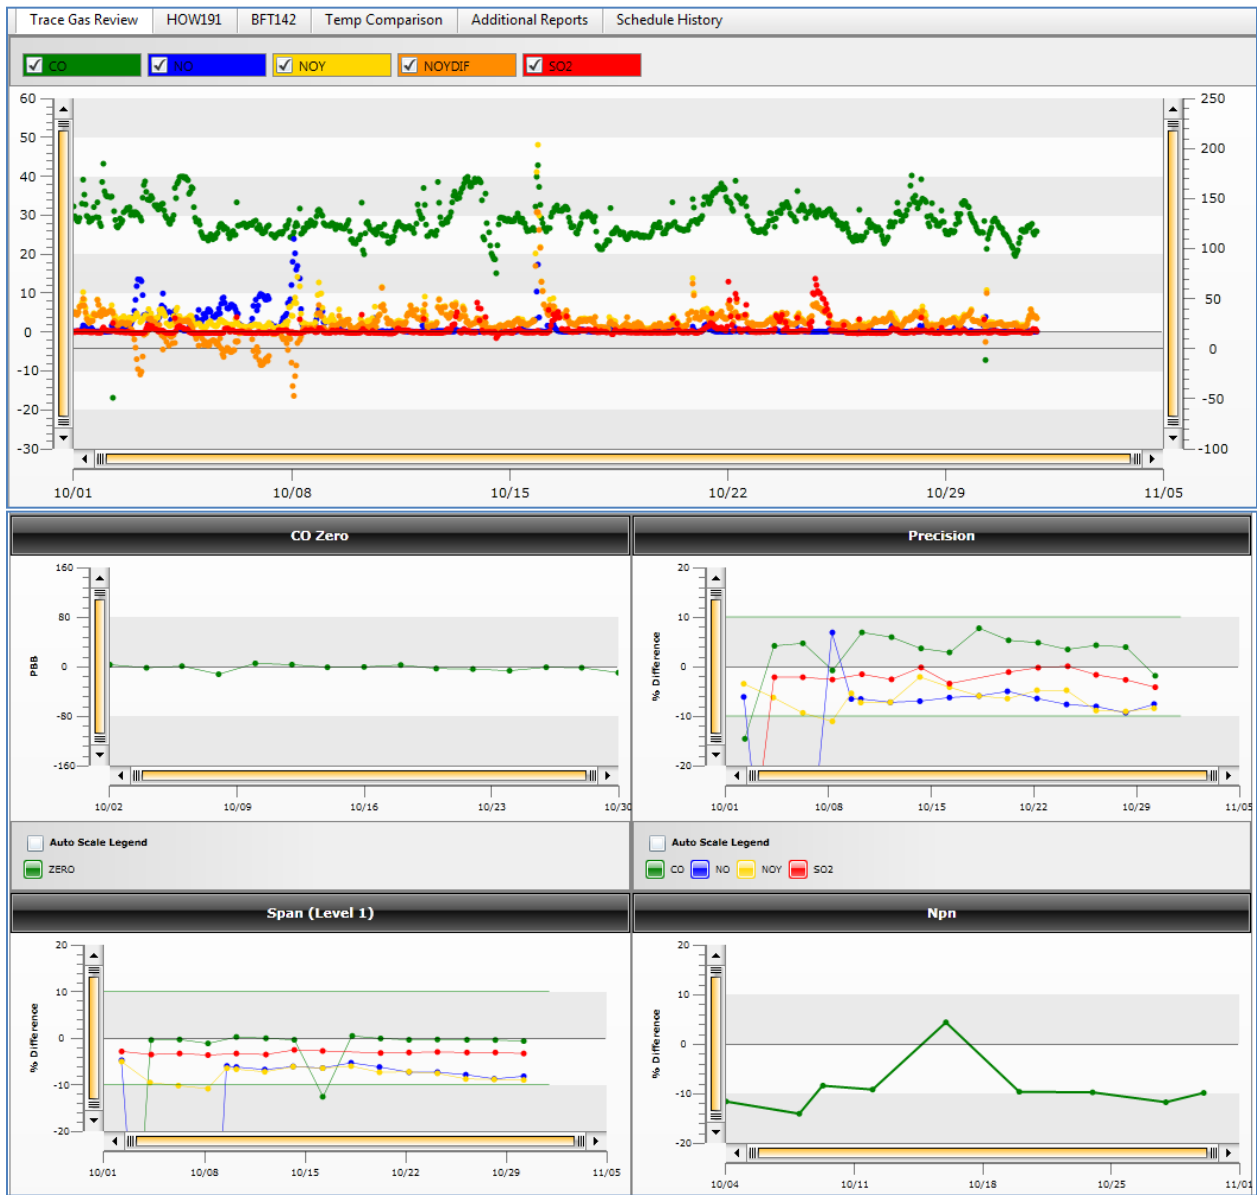 Trace Gas Review HOW191 BFT142 Temp Comparison Additional Reports Schedule History
CO NO NOY NOYDIF SO2
60 250
50 200
40 150
30 100
20 50
10 0
0 -50
-10 -100
-20
-30
10/01 10/08 10/15 10/22 10/29 11/05
CO Zero
160
80
0
-80
-160
PBB
10/02 10/09 10/16 10/23 10/30
Auto Scale Legend
ZERO
Precision
20
10
0
-10
-20
% Difference
10/01 10/08 10/15 10/22 10/29 11/05
Auto Scale Legend
CO NO NOY SO2
Span (Level 1)
20
10
0
-10
-20
% Difference
10/01 10/08 10/15 10/22 10/29 11/05
Npn
20
10
0
-10
-20
% Difference
10/04 10/11 10/18 10/25 11/01